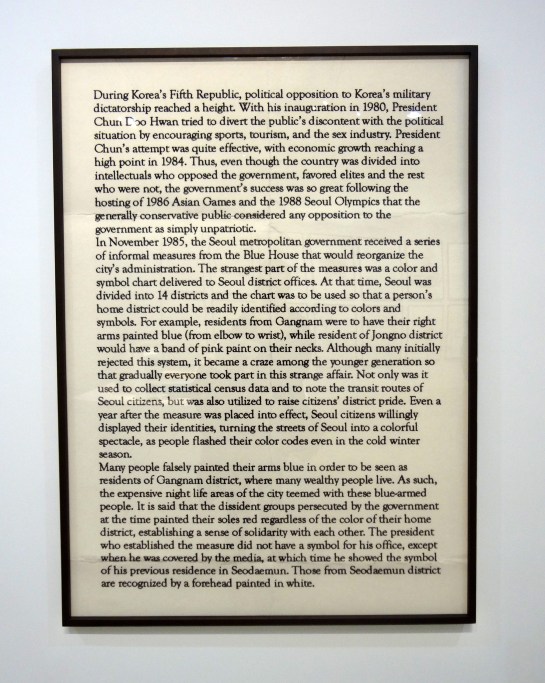 During Korea's Fifth Republic, political opposition to Korea's military
dictatorship reached a height. With his inauguration in 1980, President
Chun Doo Hwan tried to divert the public's discontent with the political
situation by encouraging sports, tourism, and the sex industry. President
Chun's attempt was quite effective, with economic growth reaching a
high point in 1984. Thus, even though the country was divided into
intellectuals who opposed the government, favored elites and the rest
who were not, the government's success was so great following the
hosting of 1986 Asian Games and the 1988 Seoul Olympics that the
generally conservative public considered any opposition to the
government as simply unpatriotic.
In November 1985, the Seoul metropolitan government received a series
of informal measures from the Blue House that would reorganize the
city's administration. The strangest part of the measures was a color and
symbol chart delivered to Seoul district offices. At that time, Seoul was
divided into 14 districts and the chart was to be used so that a person's
home district could be readily identified according to colors and
symbols. For example, residents from Gangnam were to have their right
arms painted blue (from elbow to wrist), while resident of Jongno district
would have a band of pink paint on their necks. Although many initially
rejected this system, it became a craze among the younger generation so
that gradually everyone took part in this strange affair. Not only was it
used to collect statistical census data and to note the transit routes of
Seoul citizens, but was also utilized to raise citizens' district pride. Even a
year after the measure was placed into effect, Seoul citizens willingly
displayed their identities, turning the streets of Seoul into a colorful
spectacle, as people flashed their color codes even in the cold winter
season.
Many people falsely painted their arms blue in order to be seen as
residents of Gangnam district, where many wealthy people live. As such,
the expensive night life areas of the city teemed with these blue-armed
people. It is said that the dissident groups persecuted by the government
at the time painted their soles red regardless of the color of their home
district, establishing a sense of solidarity with each other. The president
who established the measure did not have a symbol for his office, except
when he was covered by the media, at which time he showed the symbol
of his previous residence in Seodaemun. Those from Seodaemun district
are recognized by a forehead painted in white.